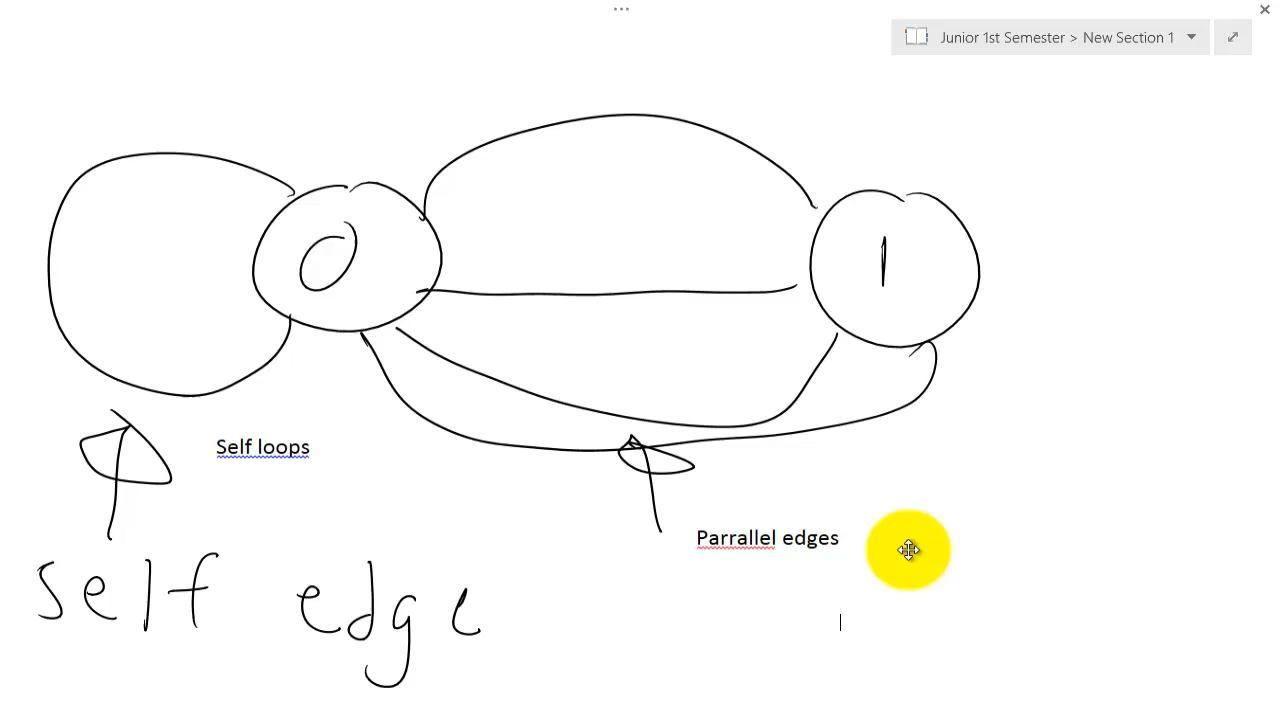 ...
Junior 1st Semester > New Section 1
0
1
Self loops
Parrallel edges
self edge